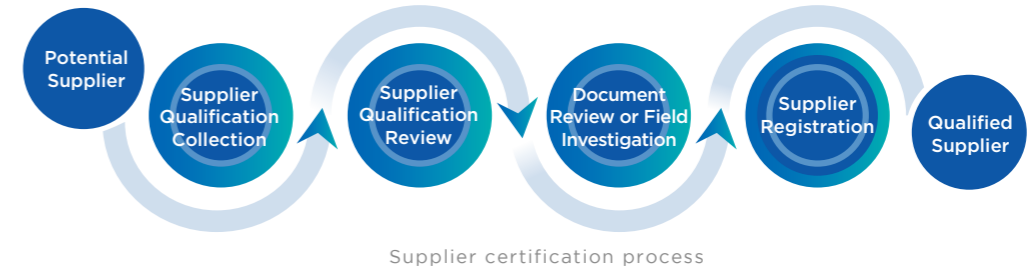 Potential
Supplier
Supplier
Qualification
Collection
Supplier
Qualification
Review
Document
Review or Field
Investigation
Supplier
Registration
Qualified
Supplier
Supplier certification process